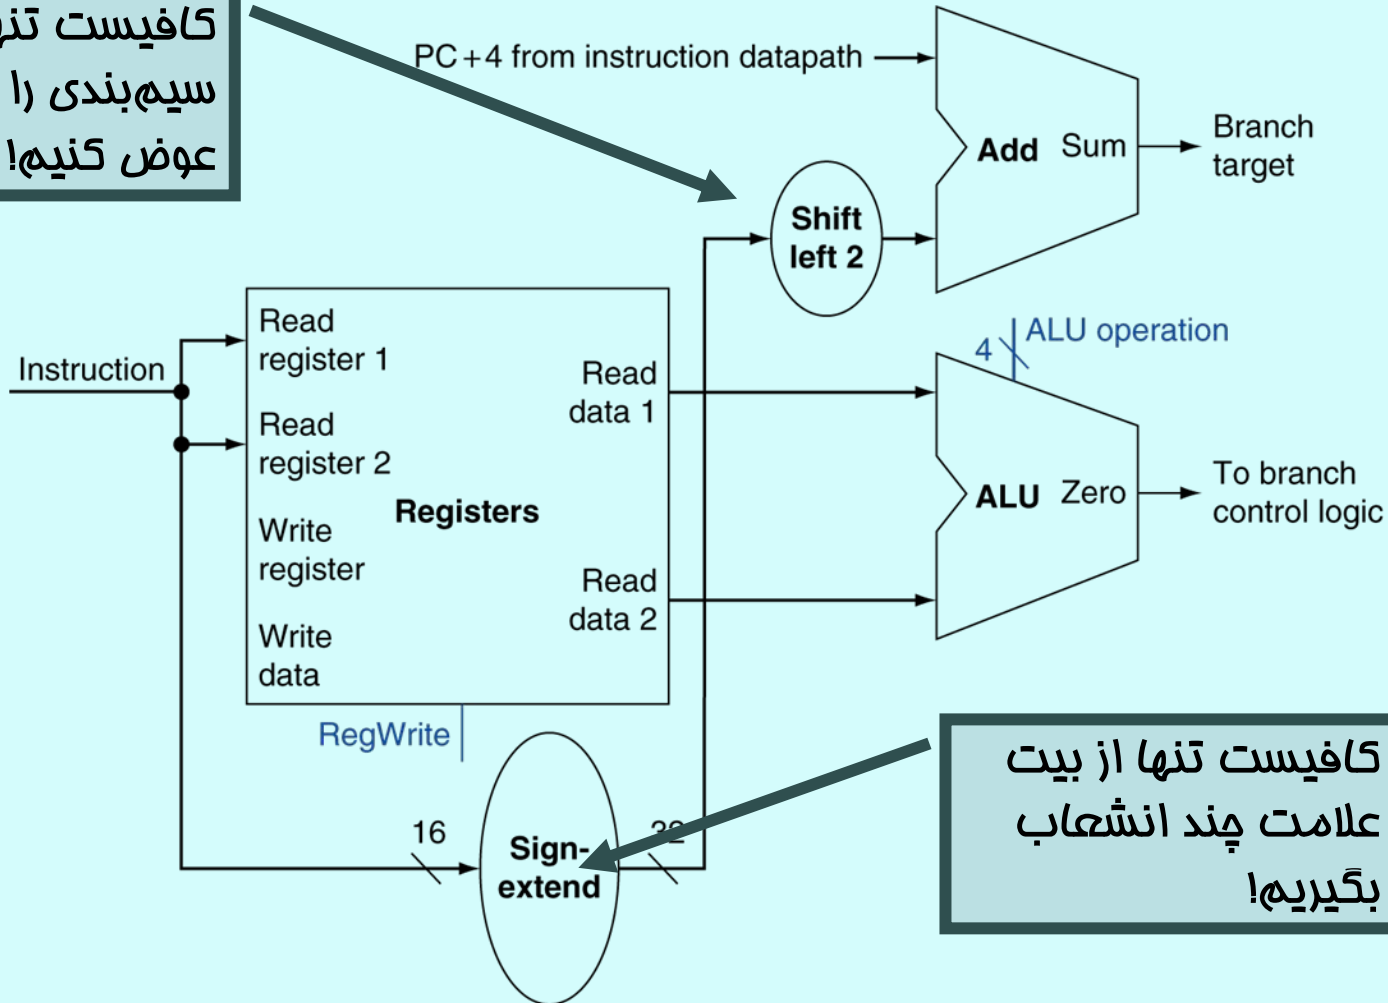 کافیست تنها
سیم‌بندی را
عوض کنیم!
PC+4 from instruction datapath
Add Sum
Branch
target
Shift
left 2
4
ALU operation
Instruction
Read
register 1
Read
data 1
Read
register 2
Registers
ALU Zero
To branch
control logic
Write
register
Read
data 2
Write
data
RegWrite
16
Sign-
extend
32
کافیست تنها از بیت
علامت چند انشعاب
بگیریم!